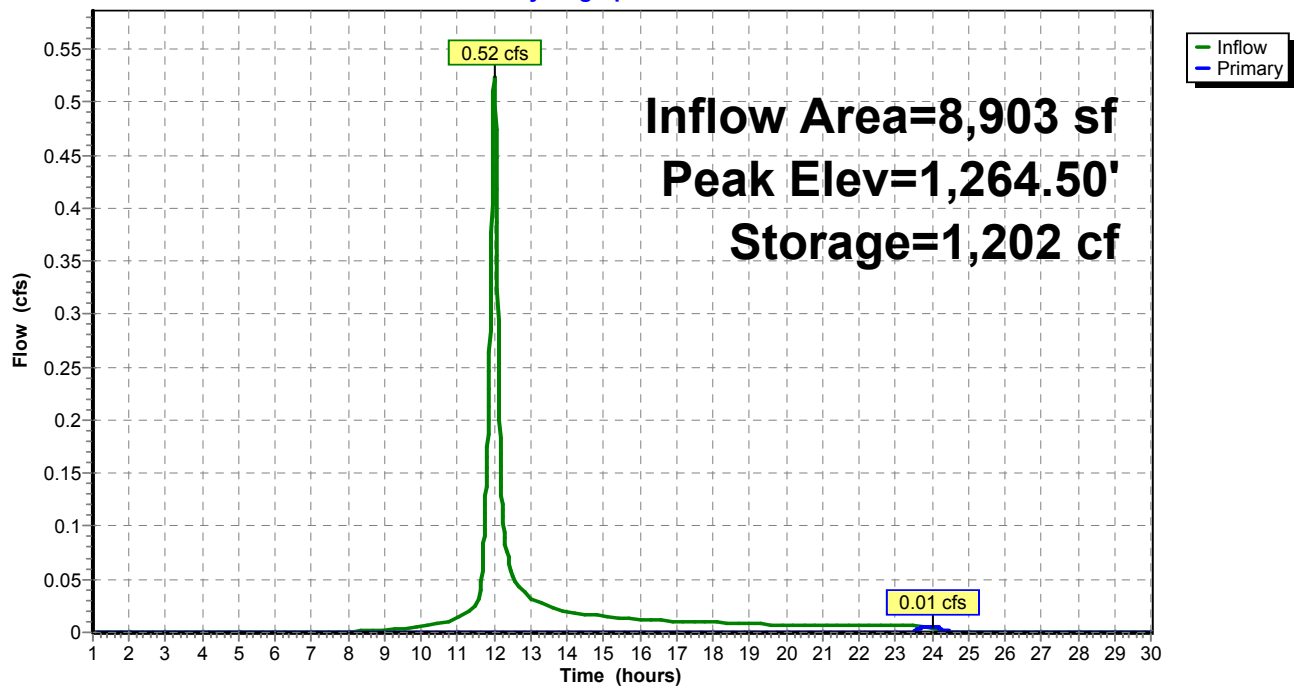 0.52 cfs
Inflow
Primary
Inflow Area=8,903 sf
Peak Elev=1,264.50'
Storage=1,202 cf
0.01 cfs
Flow (cfs)
0.55
0.5
0.45
0.4
0.35
0.3
0.25
0.2
0.15
0.1
0.05
0
1 2 3 4 5 6 7 8 9 10 11 12 13 14 15 16 17 18 19 20 21 22 23 24 25 26 27 28 29 30
Time (hours)